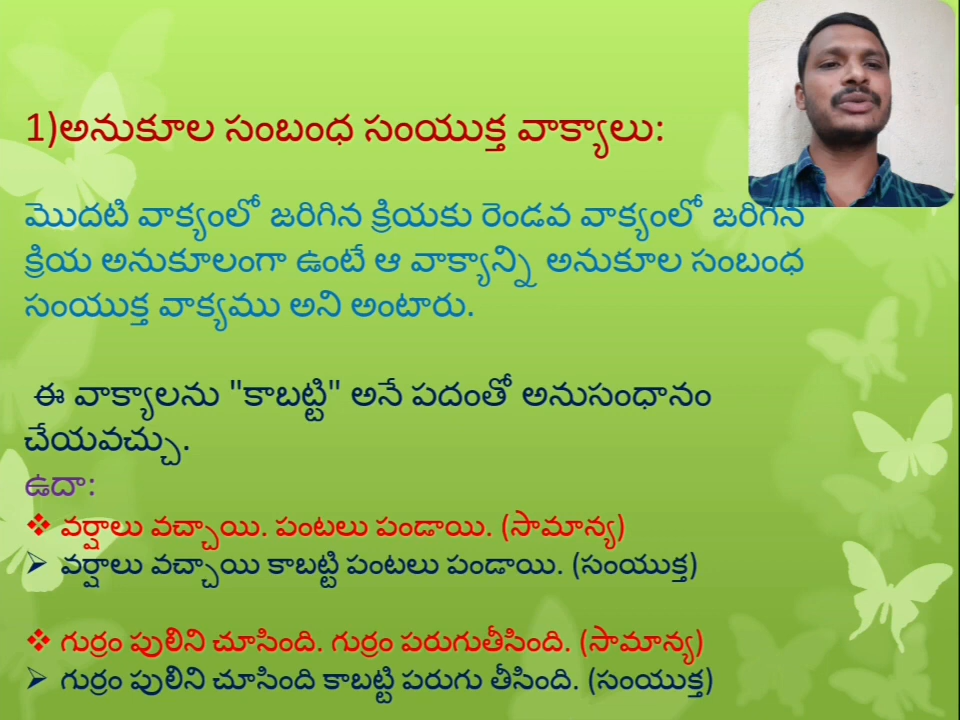 1)అనుకూల సంబంధ సంయుక్త వాక్యాలు:
మొదటి వాక్యంలో జరిగిన క్రియకు రెండవ వాక్యంలో జరిగిన
క్రియ అనుకూలంగా ఉంటే ఆ వాక్యాన్ని అనుకూల సంబంధ
సంయుక్త వాక్యము అని అంటారు.
ఈ వాక్యాలను "కాబట్టి" అనే పదంతో అనుసంధానం
చేయవచ్చు.
ఉదా:
❖ వర్షాలు వచ్చాయి. పంటలు పండాయి. (సామాన్య)
➢ వర్షాలు వచ్చాయి కాబట్టి పంటలు పండాయి. (సంయుక్త)
❖ గుర్రం పులిని చూసింది. గుర్రం పరుగుతీసింది. (సామాన్య)
➢ గుర్రం పులిని చూసింది కాబట్టి పరుగు తీసింది. (సంయుక్త)